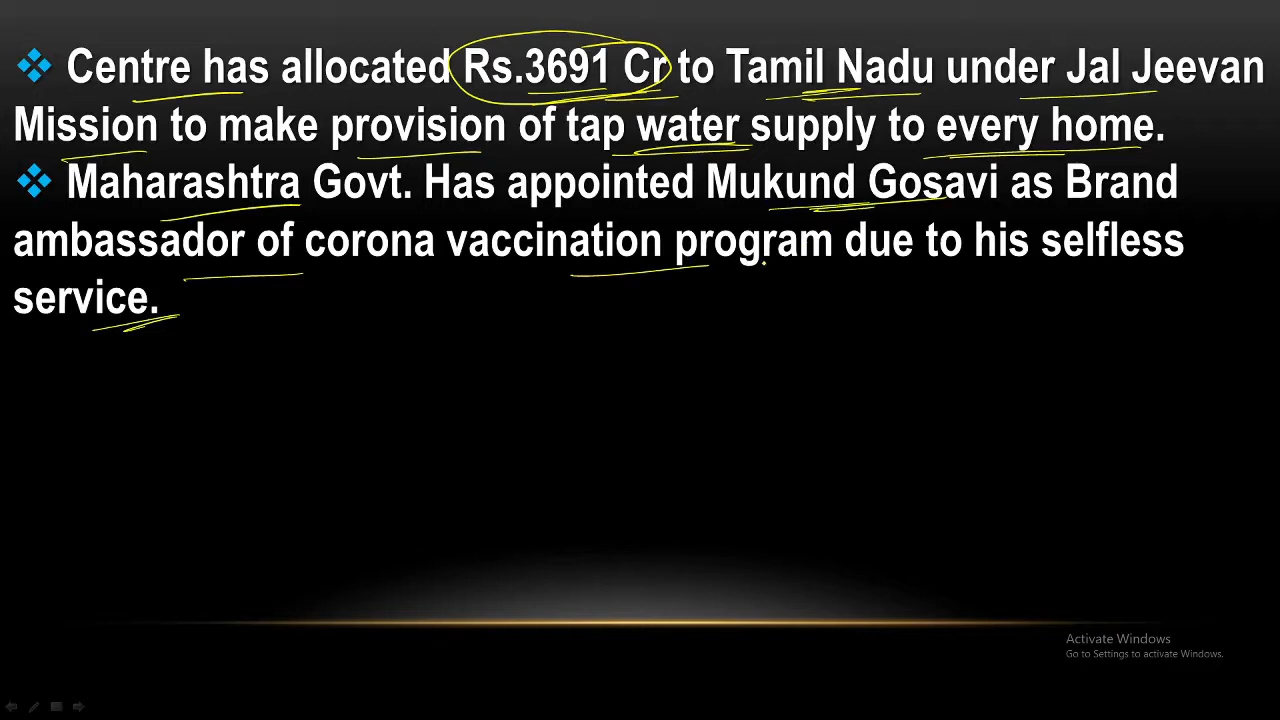 Centre has allocated Rs.3691 Cr to Tamil Nadu under Jal Jeevan
Mission to make provision of tap water supply to every home.
Maharashtra Govt. Has appointed Mukund Gosavi as Brand
ambassador of corona vaccination program due to his selfless
service.
Activate Windows
Go to Settings to activate Windows.